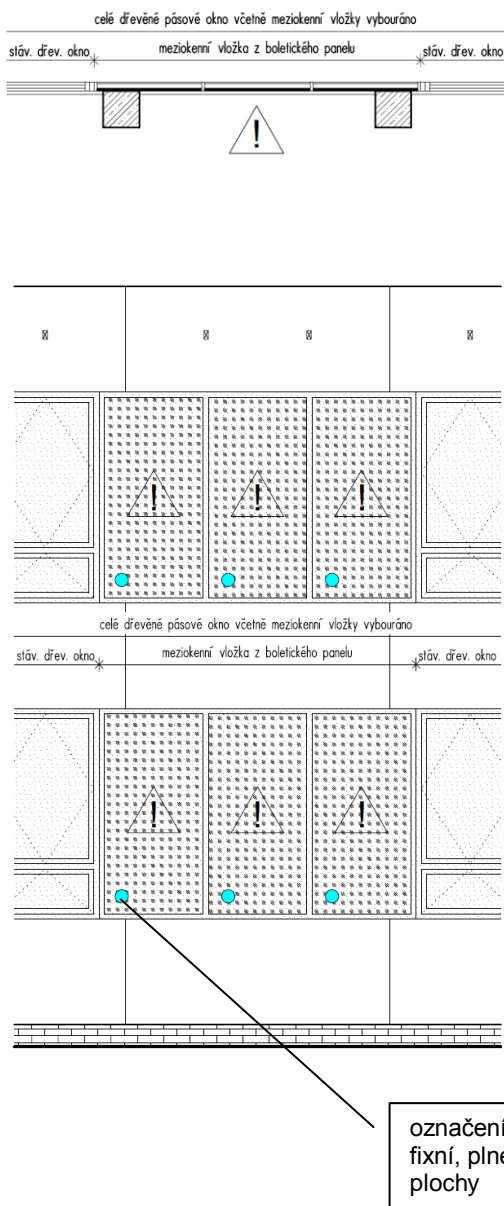 celé dřevěné pásové okno včetně meziokenní vložky vybouráno
stáv. dřev. okno
meziokenní vložka z boletického panelu
stáv. dřev. okno
!
! ! !
celé dřevěné pásové okno včetně meziokenní vložky vybouráno
stáv. dřev. okno
meziokenní vložka z boletického panelu
stáv. dřev. okno
! ! !
označení
fixní, plné
plochy